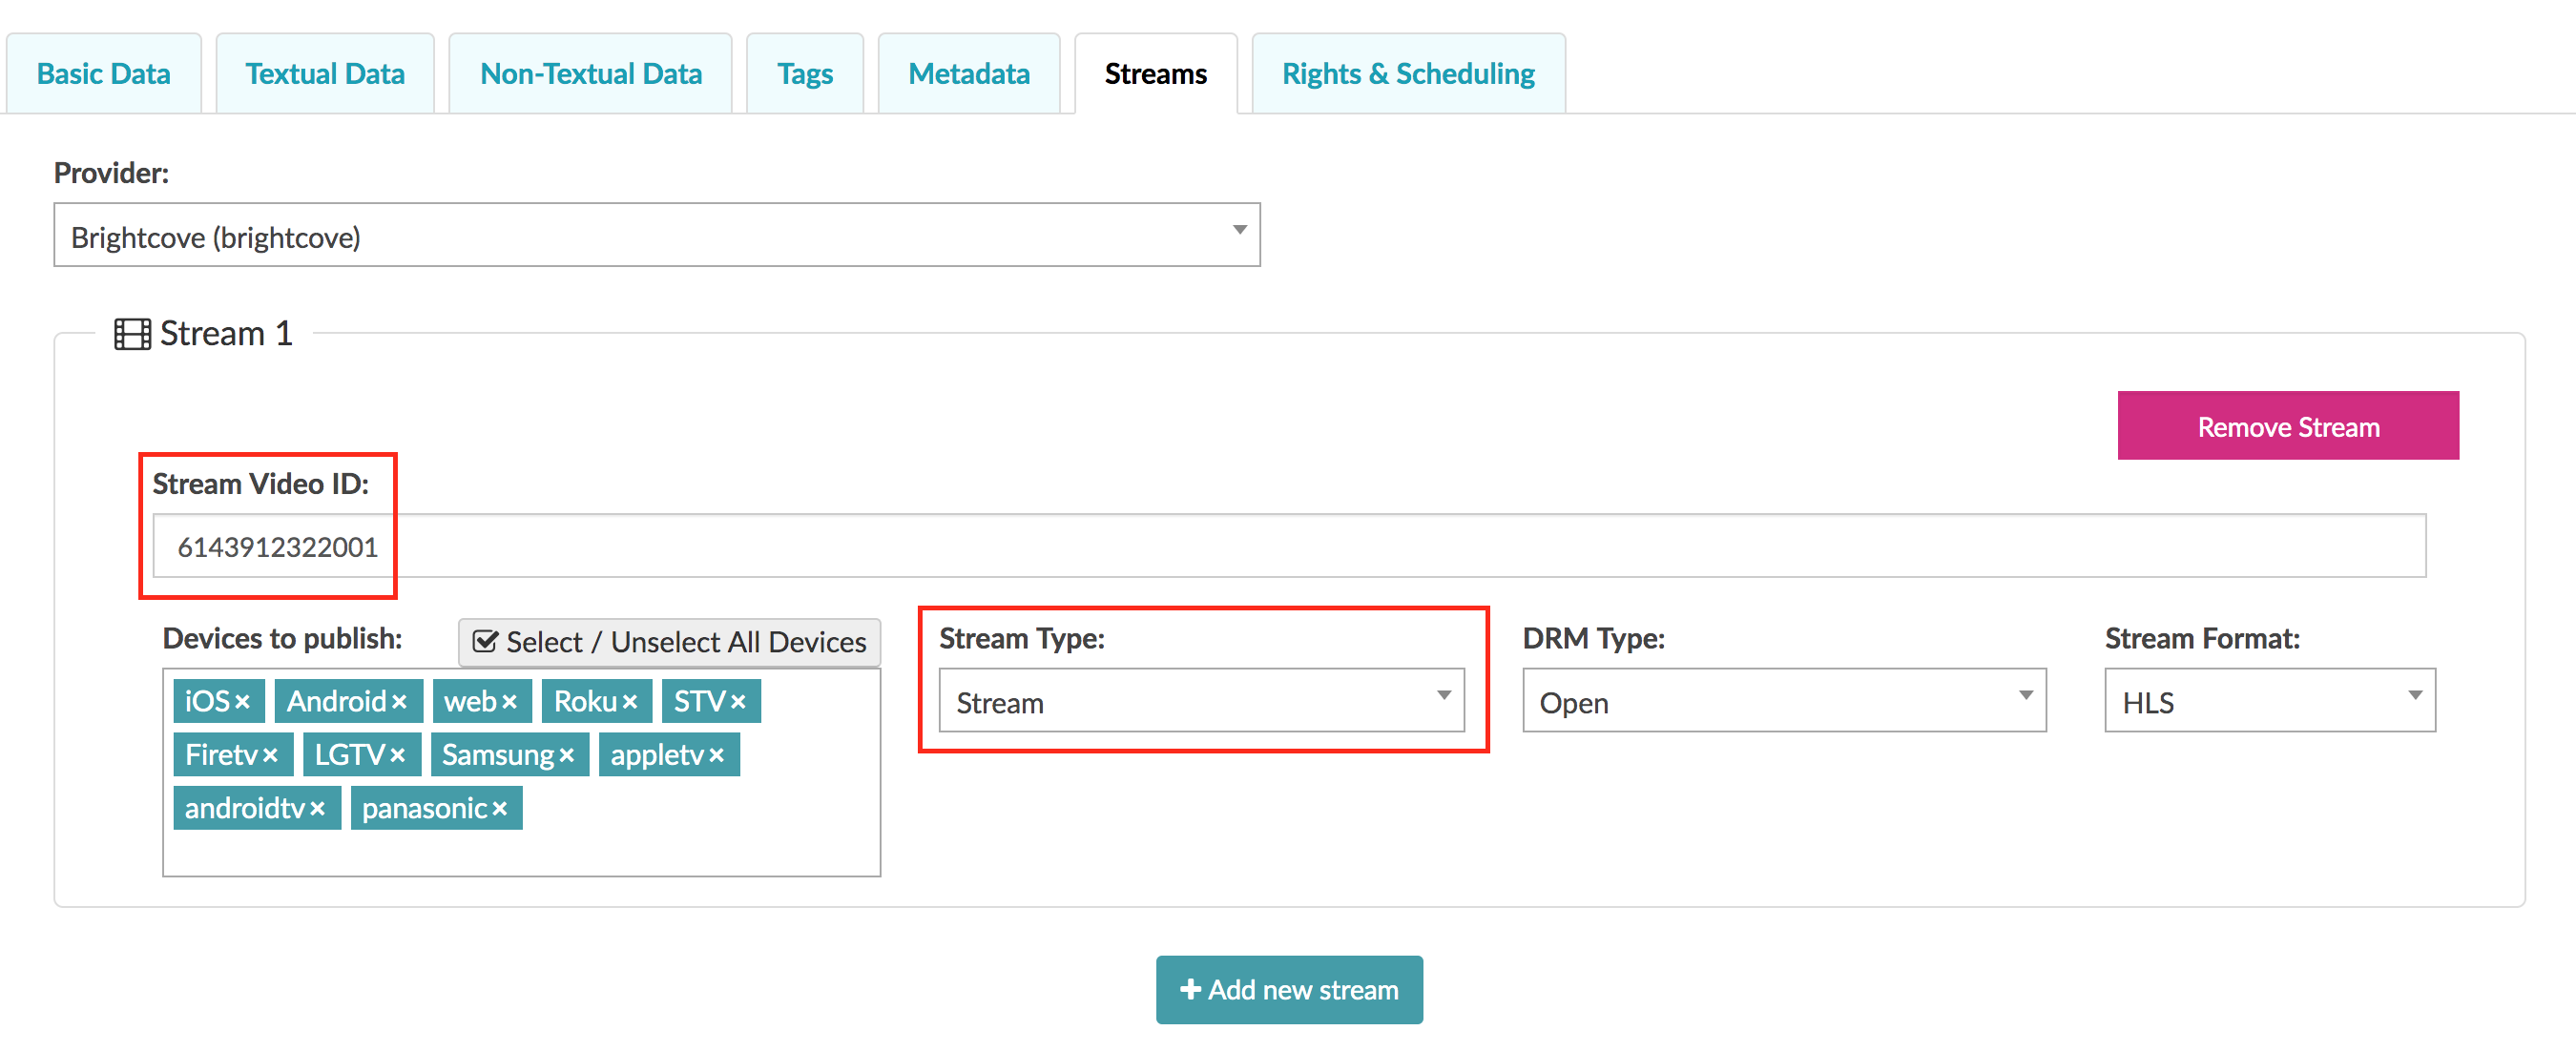 Basic Data Textual Data Non-Textual Data Tags Metadata Streams Rights & Scheduling
Provider:
Brightcove (brightcove)
Stream 1
Remove Stream
Stream Video ID:
6143912322001
Devices to publish: Select / Unselect All Devices Stream Type: DRM Type: Stream Format:
iOS× Android× web× Roku× STV× Stream Open HLS
Firetv× LGTV× Samsung× appletv×
androidtv× panasonic×
+ Add new stream